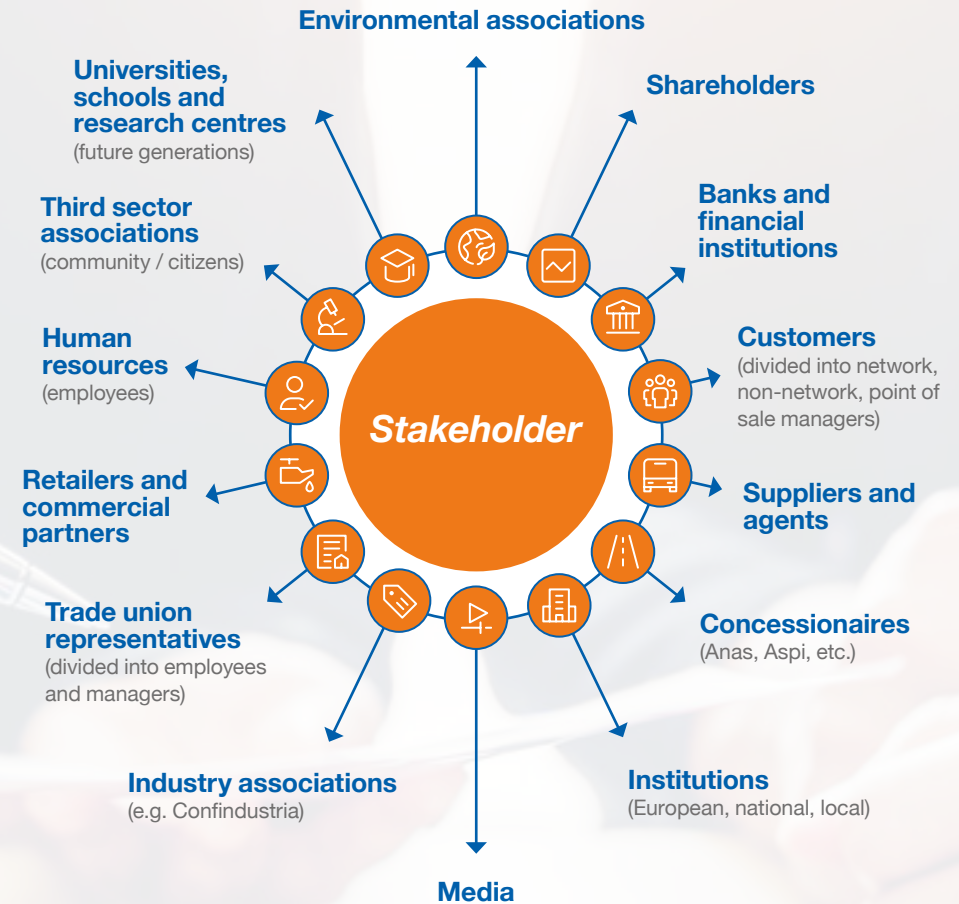 Environmental associations
Universities,
schools and
research centres
(future generations)
Shareholders
Third sector
associations
(community / citizens)
Banks and
financial
institutions
Human
resources
(employees)
Customers
(divided into network,
non-network, point of
sale managers)
Stakeholder
Retailers and
commercial
partners
Suppliers and
agents
Trade union
representatives
(divided into employees
and managers)
Concessionaires
(Anas, Aspi, etc.)
Industry associations
(e.g. Confindustria)
Institutions
(European, national, local)
Media